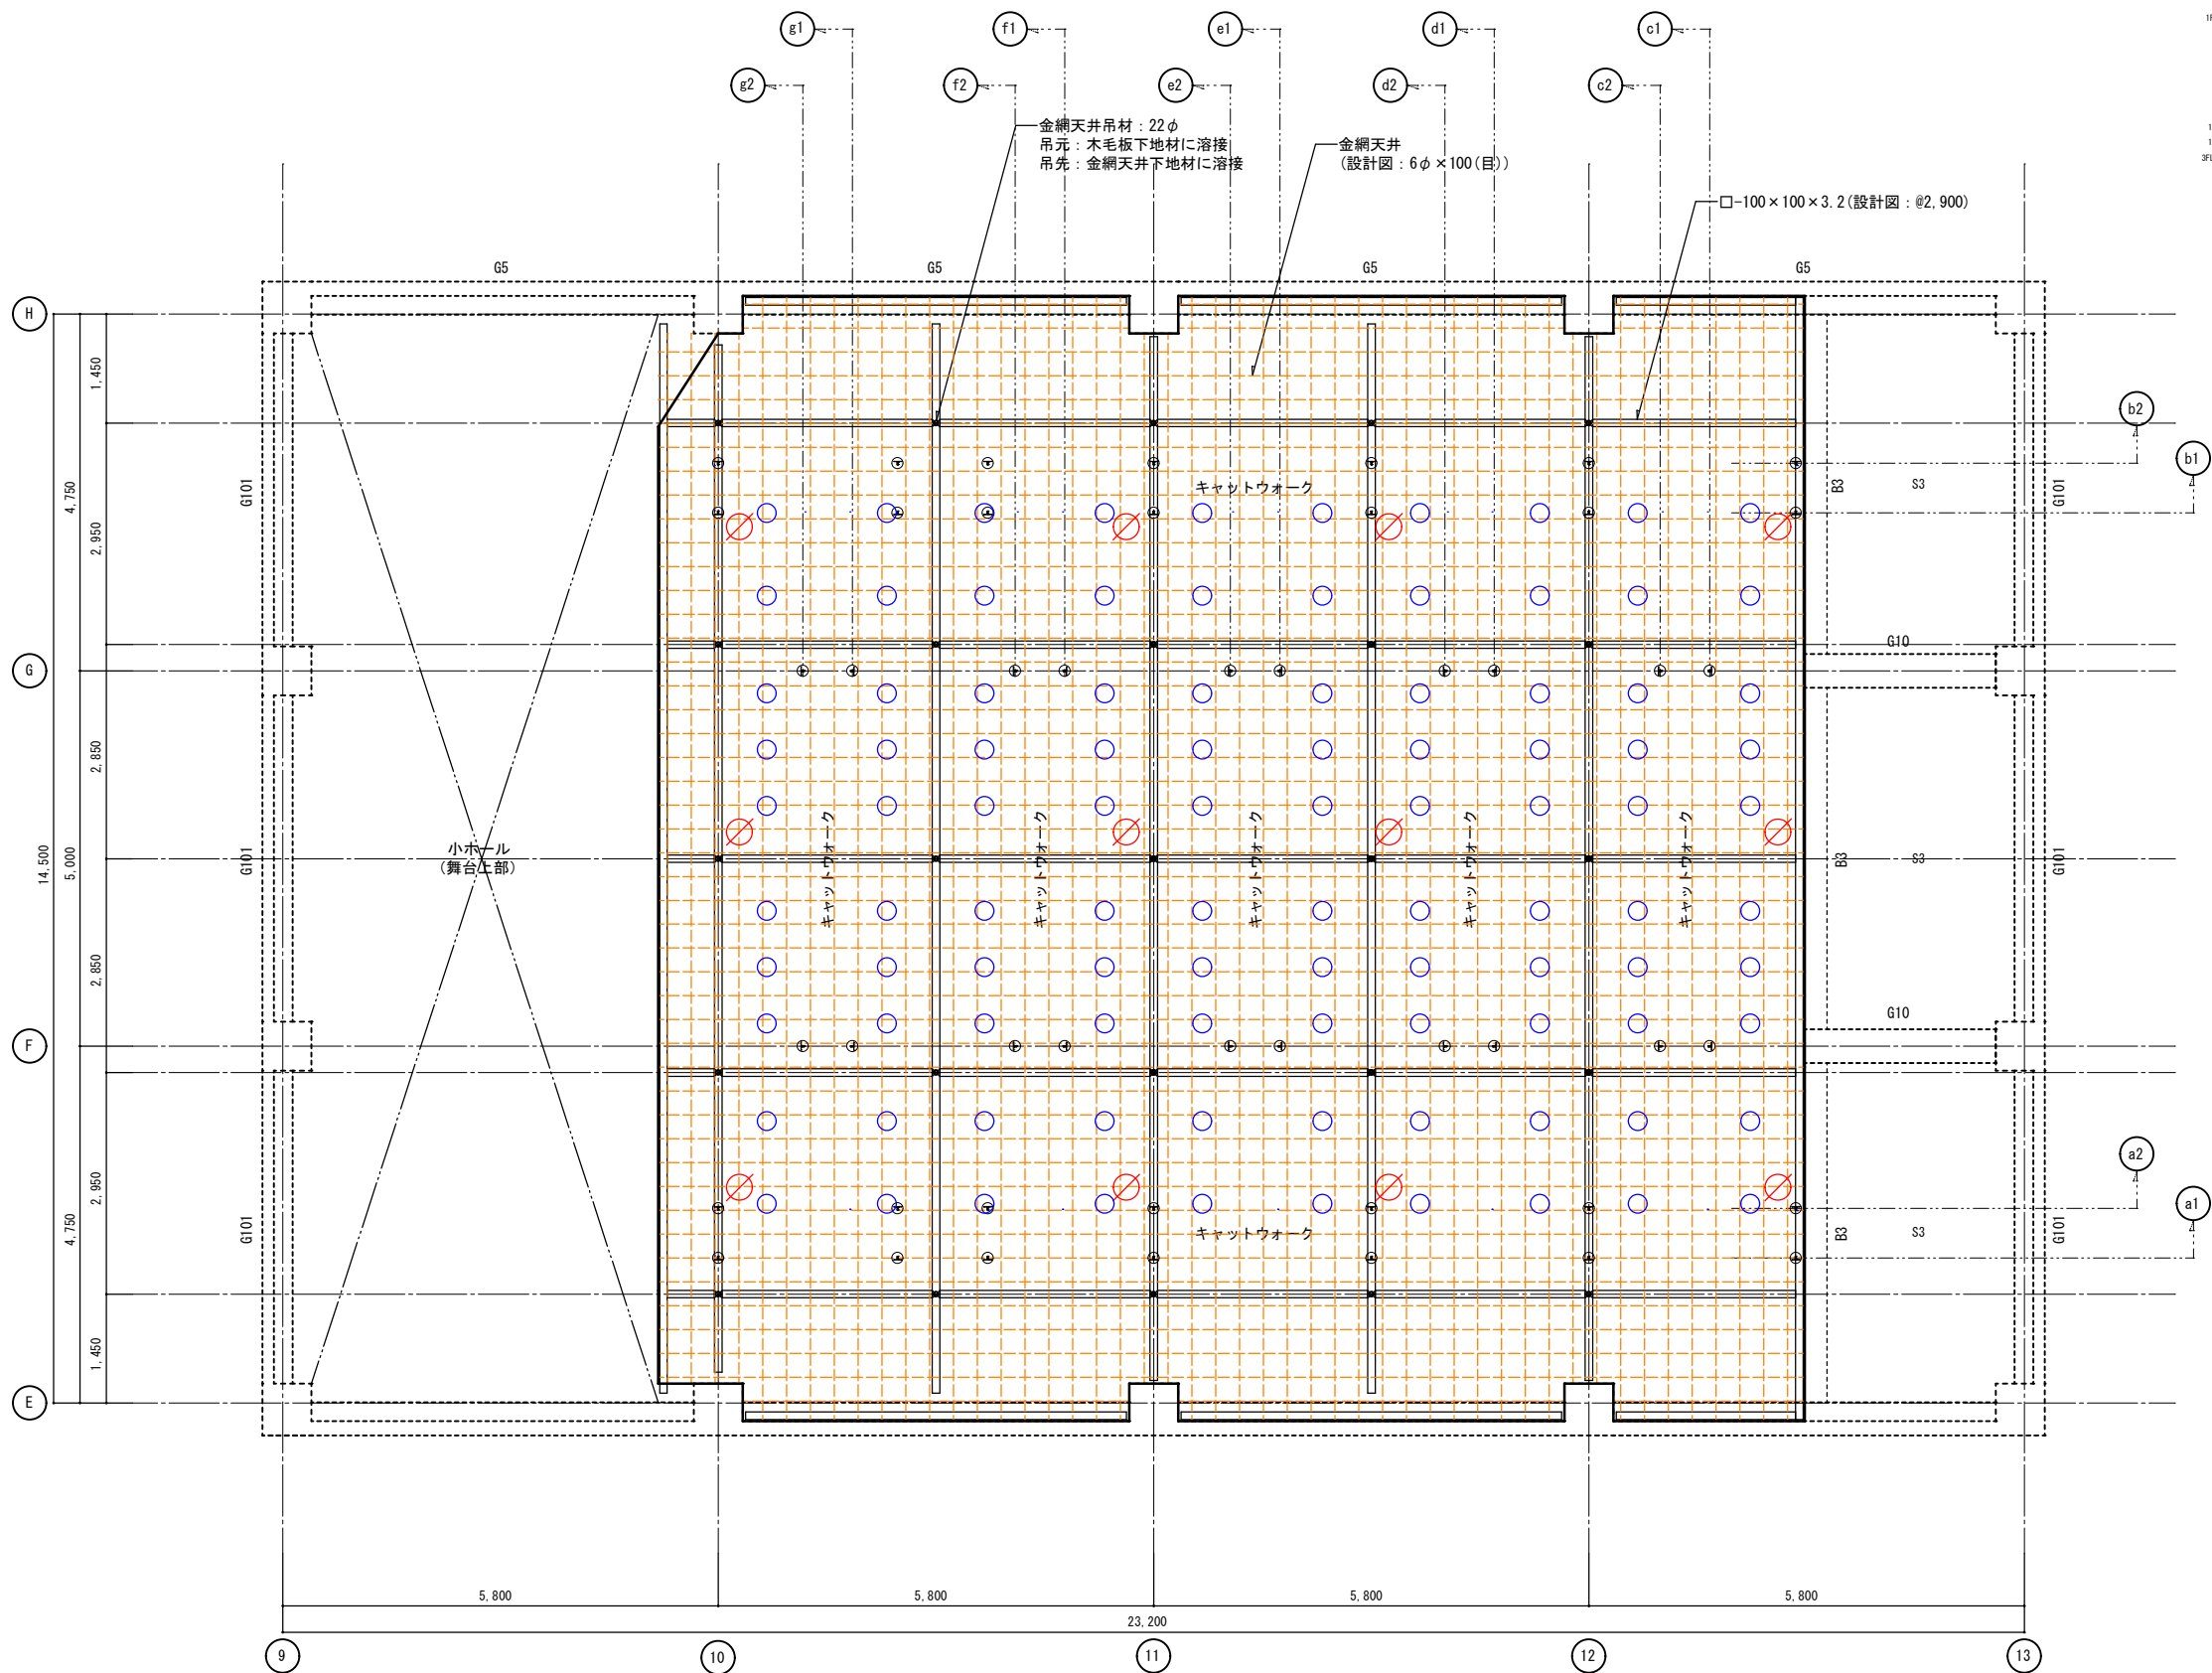 g1
f1
e1
d1
c1
g2
f2
e2
d2
c2
金網天井吊材：22φ
吊元：木毛板下地材に溶接
吊先：金網天井下地材に溶接
金網天井
（設計図：6φ×100(目)）
□-100×100×3.2(設計図：@2,900)
G5
G5
G5
G5
H
1,450
b2
b1
G101
4,750
2,950
キャットウォーク
B3
S3
G101
G
G10
2,850
14,500
5,000
G101
小ホール
（舞台上部）
キャットウォーク
キャットウォーク
キャットウォーク
キャットウォーク
キャットウォーク
B3
S3
G101
2,850
G10
F
2,950
a2
a1
4,750
G101
キャットウォーク
B3
S3
G101
1,450
E
5,800
5,800
5,800
5,800
23,200
9
10
11
12
13